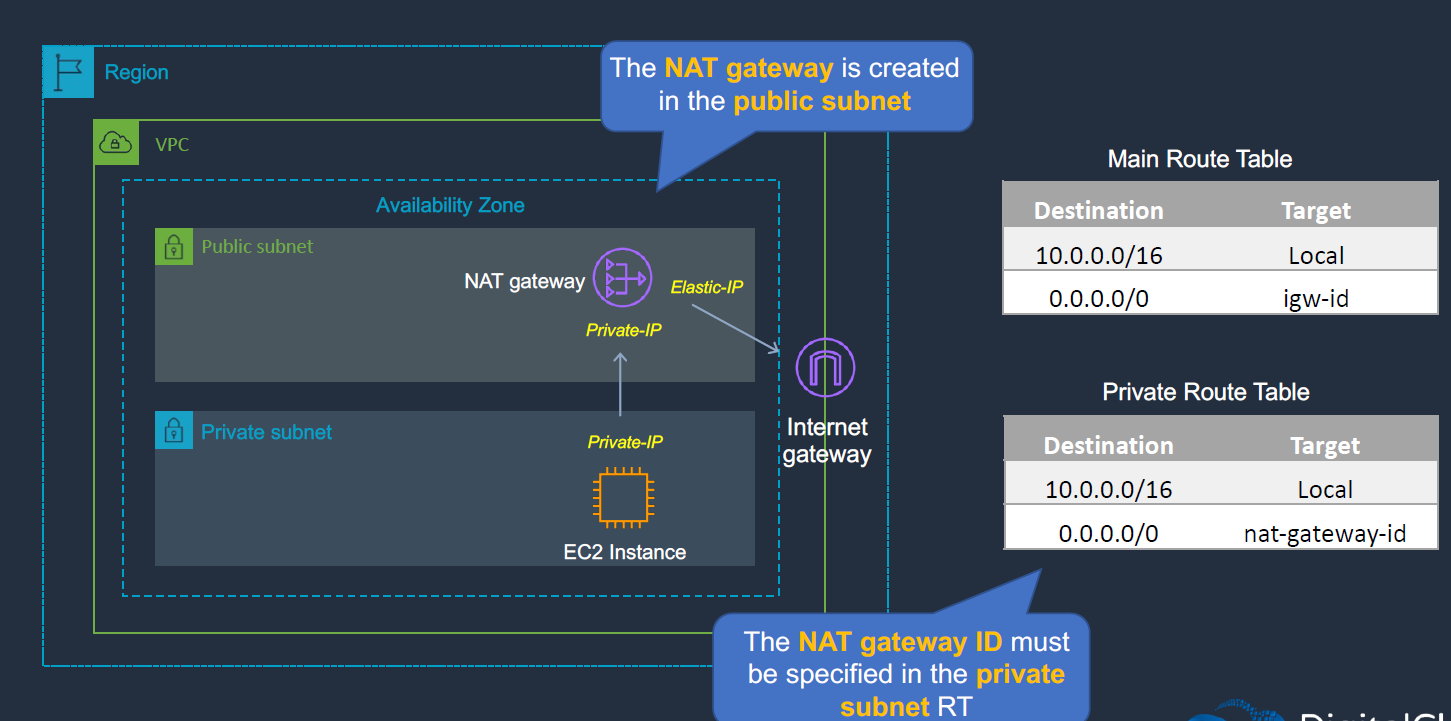 Region
The NAT gateway is created
in the public subnet
VPC
Availability Zone
Public subnet
NAT gateway
Elastic-IP
Private-IP
Private subnet
Private-IP
EC2 Instance
Internet
gateway
Main Route Table
Destination Target
10.0.0.0/16 Local
0.0.0.0/0 igw-id
Private Route Table
Destination Target
10.0.0.0/16 Local
0.0.0.0/0 nat-gateway-id
The NAT gateway ID must
be specified in the private
subnet RT